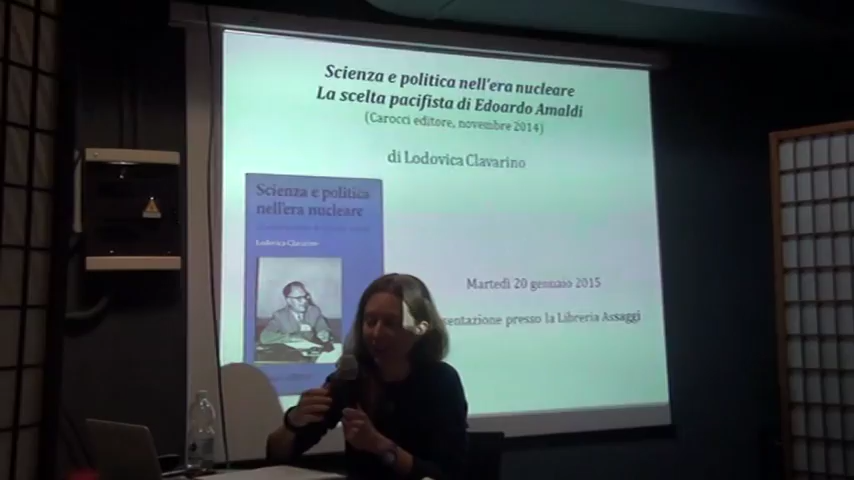 Scienza e politica nell'era nucleare
La scelta pacifista di Edoardo Amaldi
(Carocci editore, novembre 2014)
di Lodovica Clavarino
Scienza e politica
nell'era nucleare
Lodovica Clavarino
Martedì 20 gennaio 2015
sentazione presso la Libreria Assaggi